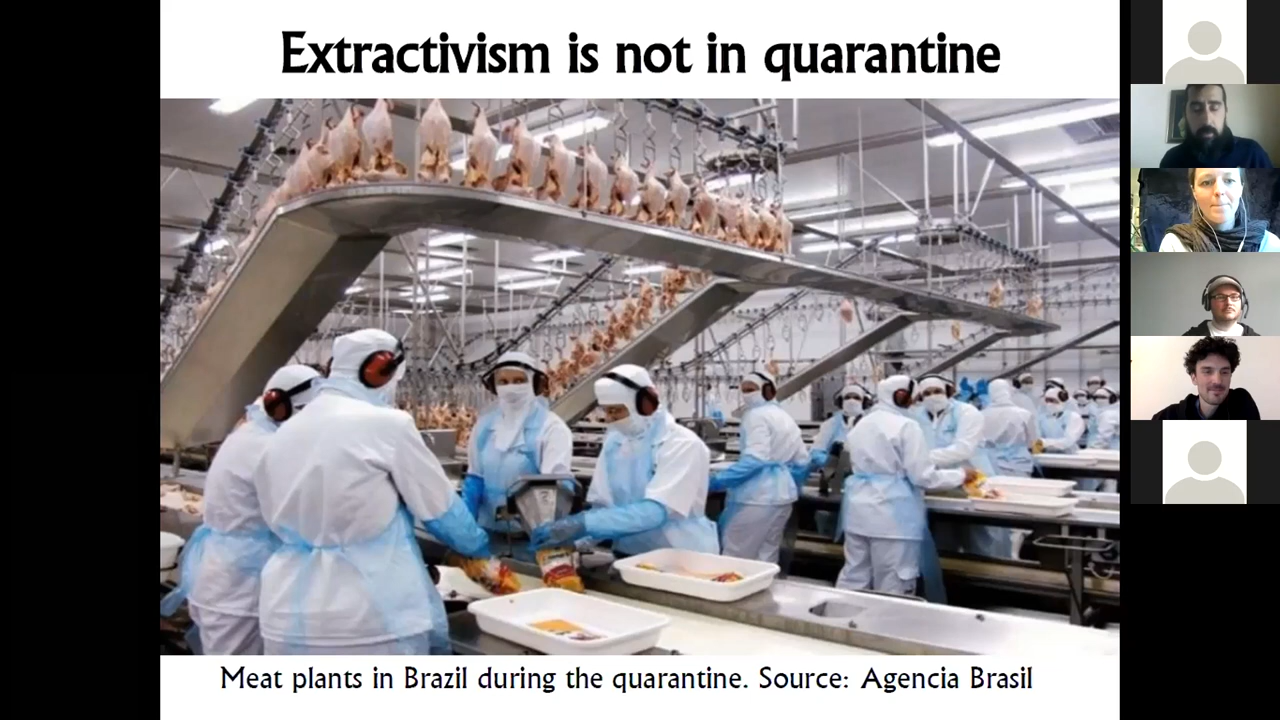 Extractivism is not in quarantine
Meat plants in Brazil during the quarantine. Source: Agencia Brasil